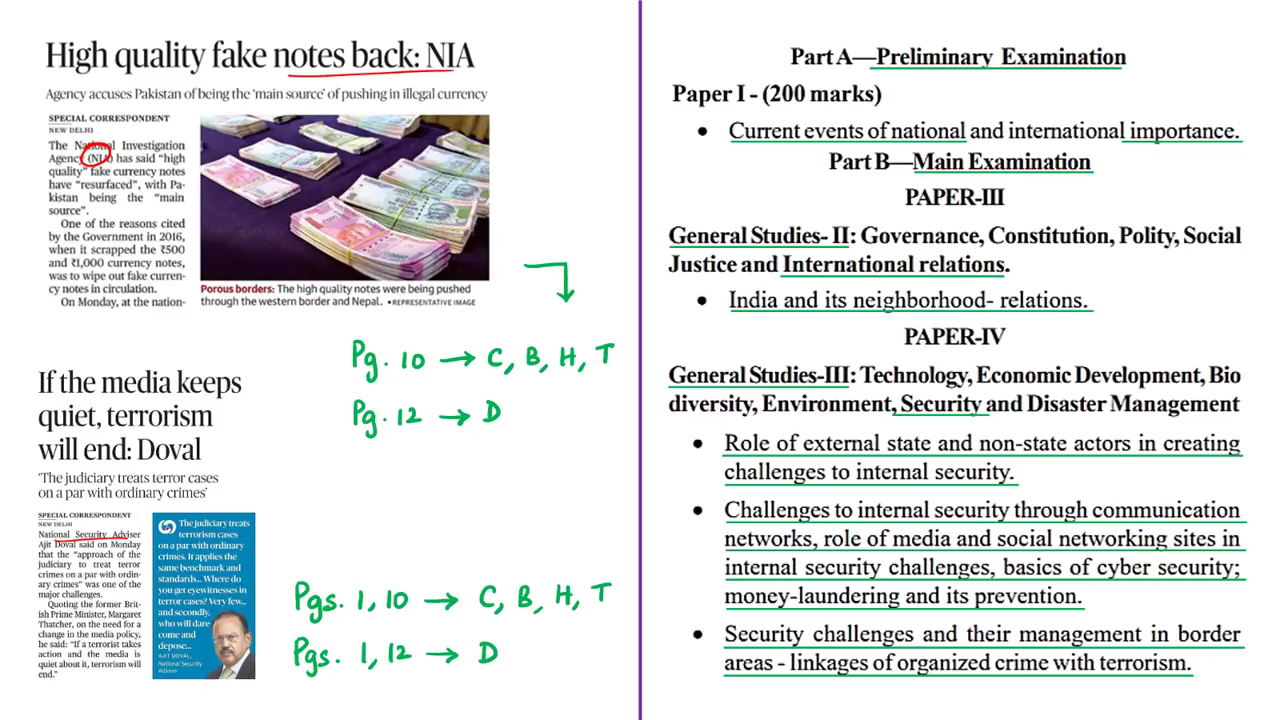 High quality fake notes back: NIA
Agency accuses Pakistan of being the 'main source' of pushing in illegal currency
SPECIAL CORRESPONDENT
NEW DELHI
The National Investigation
Agency (NIA) has said "high
quality" fake currency notes
have "resurfaced", with Pa-
kistan being the "main
source".
One of the reasons cited
by the Government in 2016,
when it scrapped the ₹500
and ₹1,000 currency notes,
was to wipe out fake curren-
cy notes in circulation.
On Monday, at the nation-
Porous borders: The high quality notes were being pushed
through the western border and Nepal. ▪ REPRESENTATIVE IMAGE
Pg. 10 → C, B, H, T
Pg. 12 → D
If the media keeps
quiet, terrorism
will end: Doval
'The judiciary treats terror cases
on a par with ordinary crimes'
SPECIAL CORRESPONDENT
NEW DELHI
National Security Adviser
Ajit Doval said on Monday
that the "approach of the
judiciary to treat terror
crimes on a par with ordin-
ary crimes" was one of the
major challenges.
Quoting the former Brit-
ish Prime Minister, Margaret
Thatcher, on the need for a
change in the media policy,
he said: "If a terrorist takes
action and the media is
quiet about it, terrorism will
end."
The judiciary treats
terrorism cases
on a par with ordinary
crimes. It applies the
same benchmark and
standards... Where do
you get eyewitnesses in
terror cases? Very few...
and secondly,
who will dare
come and
depose...
AJIT DOVAL,
National Security
Adviser
Pgs. 1, 10 → C, B, H, T
Pgs. 1, 12 → D
Part A—Preliminary Examination
Paper I - (200 marks)
• Current events of national and international importance.
Part B—Main Examination
PAPER-III
General Studies- II: Governance, Constitution, Polity, Social
Justice and International relations.
• India and its neighborhood- relations.
PAPER-IV
General Studies-III: Technology, Economic Development, Bio
diversity, Environment, Security and Disaster Management
• Role of external state and non-state actors in creating
challenges to internal security.
• Challenges to internal security through communication
networks, role of media and social networking sites in
internal security challenges, basics of cyber security;
money-laundering and its prevention.
• Security challenges and their management in border
areas - linkages of organized crime with terrorism.